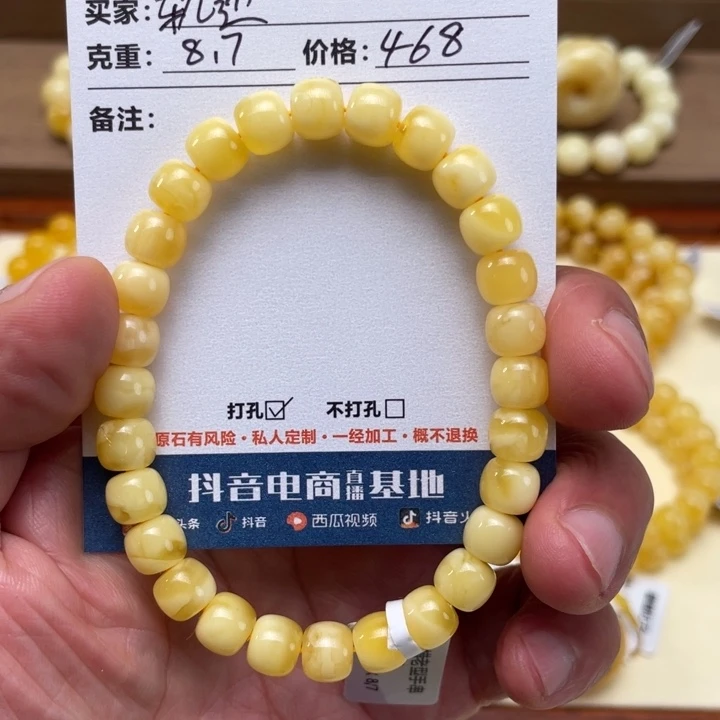 买家:
克重: 8.7 价格: 468
备注:
打孔☑ 不打孔☐
原石有风险·私人定制·一经加工·概不退换
抖音电商直播基地
头条 抖音 西瓜视频 抖音火